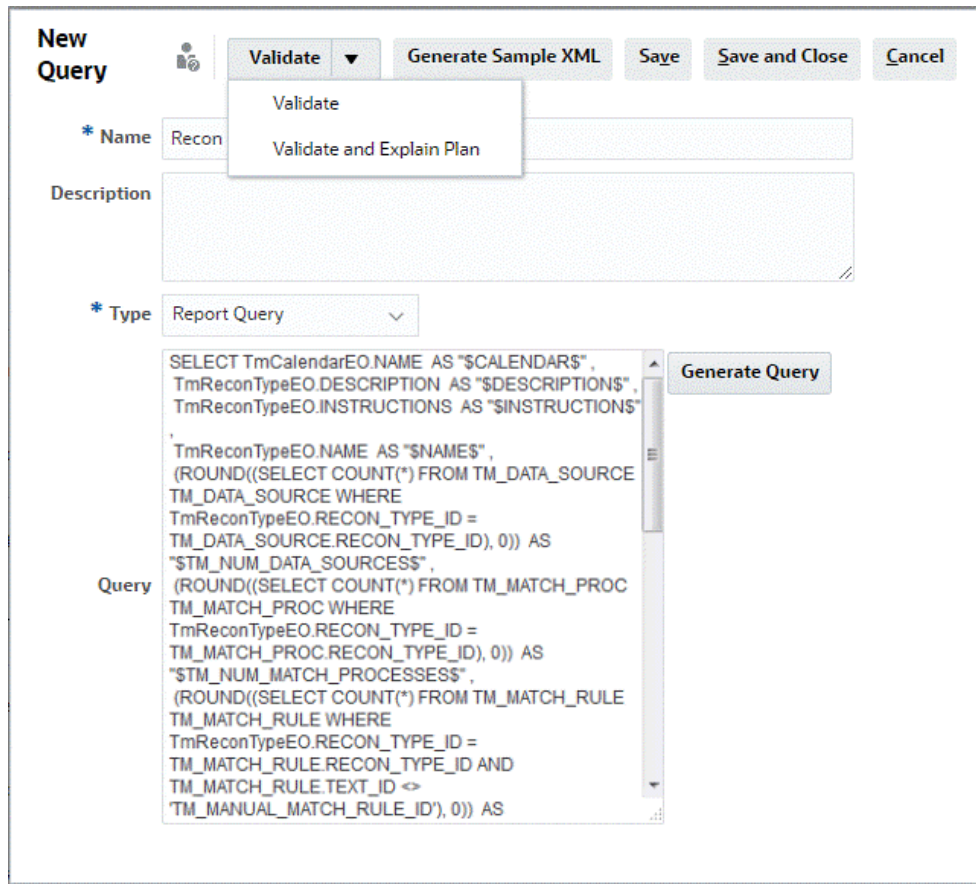 New
Query
Validate ▼ Generate Sample XML Save Save and Close Cancel
Validate
Validate and Explain Plan
* Name Recon
Description
* Type Report Query
SELECT TmCalendarEO.NAME AS "$CALENDAR$" ,
TmReconTypeEO.DESCRIPTION AS "$DESCRIPTION$" ,
TmReconTypeEO.INSTRUCTIONS AS "$INSTRUCTION$"
,
TmReconTypeEO.NAME AS "$NAME$" ,
(ROUND((SELECT COUNT(*) FROM TM_DATA_SOURCE
TM_DATA_SOURCE WHERE
TmReconTypeEO.RECON_TYPE_ID =
TM_DATA_SOURCE.RECON_TYPE_ID), 0)) AS
"$TM_NUM_DATA_SOURCES$" ,
(ROUND((SELECT COUNT(*) FROM TM_MATCH_PROC
TM_MATCH_PROC WHERE
TmReconTypeEO.RECON_TYPE_ID =
TM_MATCH_PROC.RECON_TYPE_ID), 0)) AS
"$TM_NUM_MATCH_PROCESSES$" ,
(ROUND((SELECT COUNT(*) FROM TM_MATCH_RULE
TM_MATCH_RULE WHERE
TmReconTypeEO.RECON_TYPE_ID =
TM_MATCH_RULE.RECON_TYPE_ID AND
TM_MATCH_RULE.TEXT_ID <>
'TM_MANUAL_MATCH_RULE_ID'), 0)) AS
Generate Query
Query